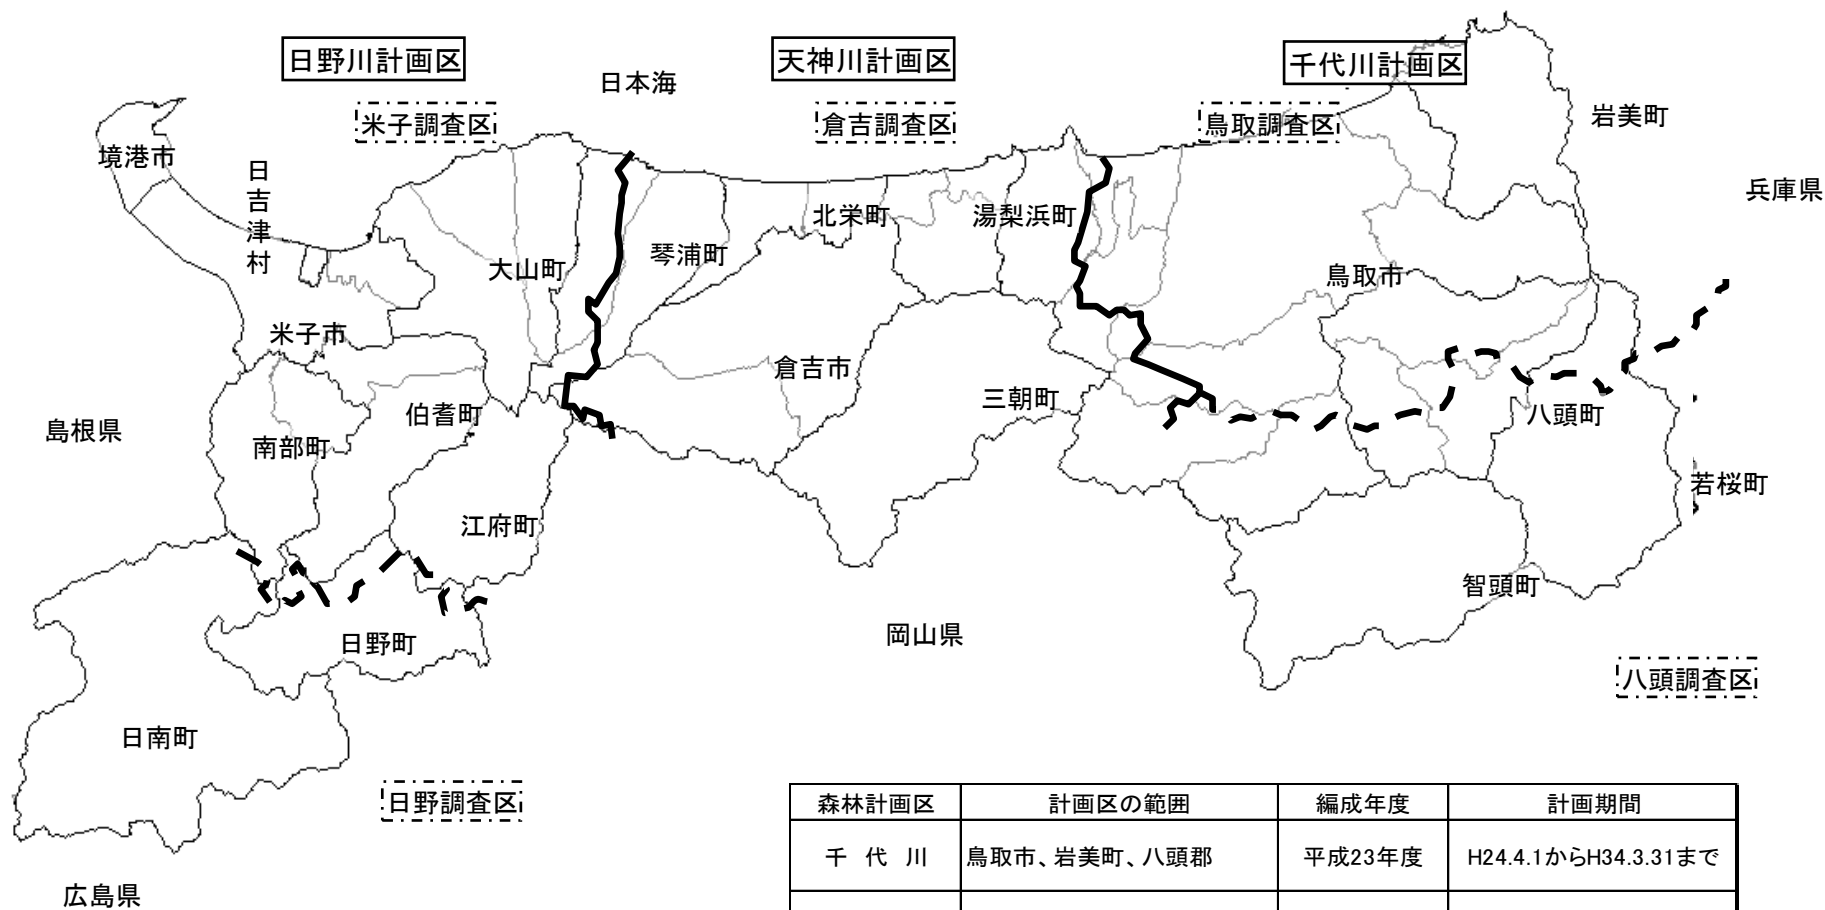 日野川計画区
天神川計画区
千代川計画区
日本海
米子調査区
倉吉調査区
鳥取調査区
岩美町
境港市
日吉津村
兵庫県
北栄町
湯梨浜町
琴浦町
大山町
鳥取市
米子市
倉吉市
三朝町
伯耆町
八頭町
島根県
南部町
若桜町
江府町
智頭町
岡山県
日野町
八頭調査区
日南町
日野調査区
森林計画区 計画区の範囲 編成年度 計画期間
千 代 川 鳥取市、岩美町、八頭郡 平成23年度 H24.4.1からH34.3.31まで
広島県